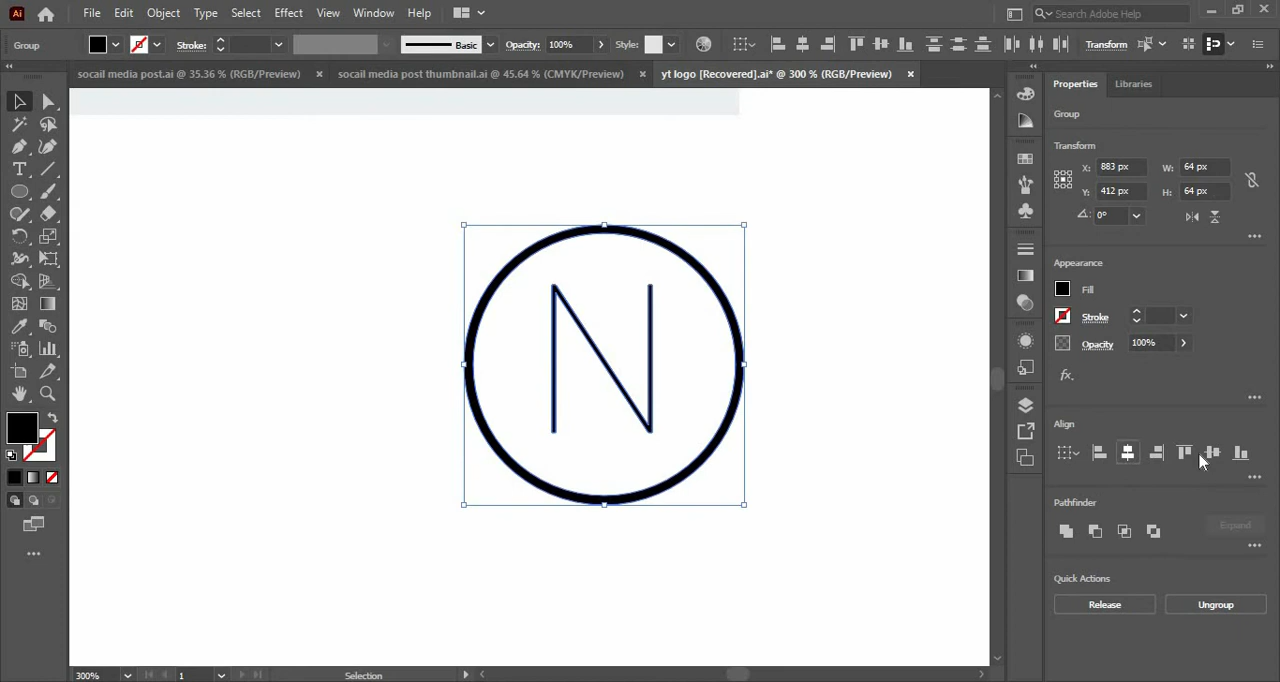 Ai File Edit Object Type Select Effect View Window Help Search Adobe Help
Group Stroke: Basic Opacity: 100% Style: Transform
socail media post.ai @ 35.36 % (RGB/Preview) × socail media post thumbnail.ai @ 45.64 % (CMYK/Preview) × yt logo [Recovered].ai* @ 300 % (RGB/Preview) ×
Properties Libraries
Group
Transform
X: 883 px W: 64 px
Y: 412 px H: 64 px
0°
Appearance
Fill
Stroke
Opacity 100%
fx.
Align
Pathfinder
Expand
Quick Actions
Release Ungroup
N
300% 1 Selection